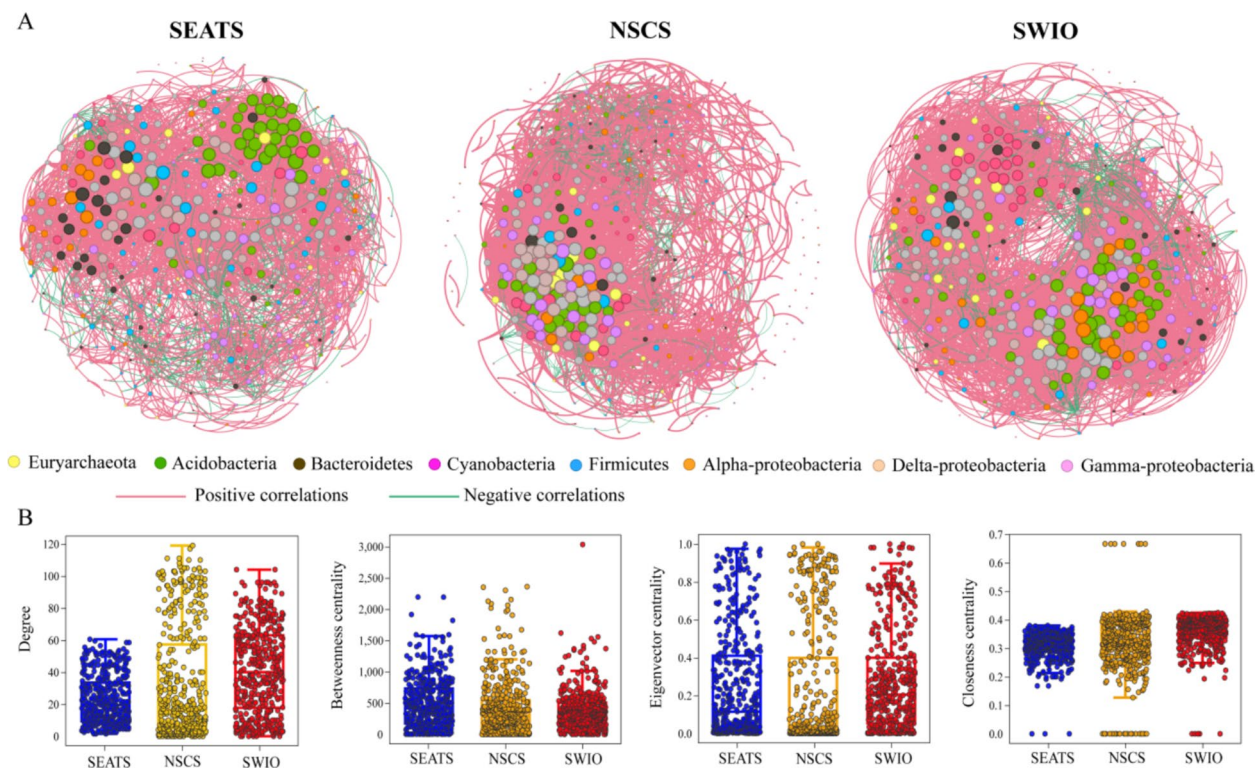 A
SEATS NSCS SWIO
Euryarchaeota Acidobacteria Bacteroidetes Cyanobacteria Firmicutes Alpha-proteobacteria Delta-proteobacteria Gamma-proteobacteria
Positive correlations Negative correlations
B
Degree
120
100
80
60
40
20
0
SEATS NSCS SWIO
Betweenness centrality
3,000
2,500
2,000
1,500
1,000
500
0
SEATS NSCS SWIO
Eigenvector centrality
1.0
0.8
0.6
0.4
0.2
0.0
SEATS NSCS SWIO
Closeness centrality
0.7
0.6
0.5
0.4
0.3
0.2
0.1
0.0
SEATS NSCS SWIO